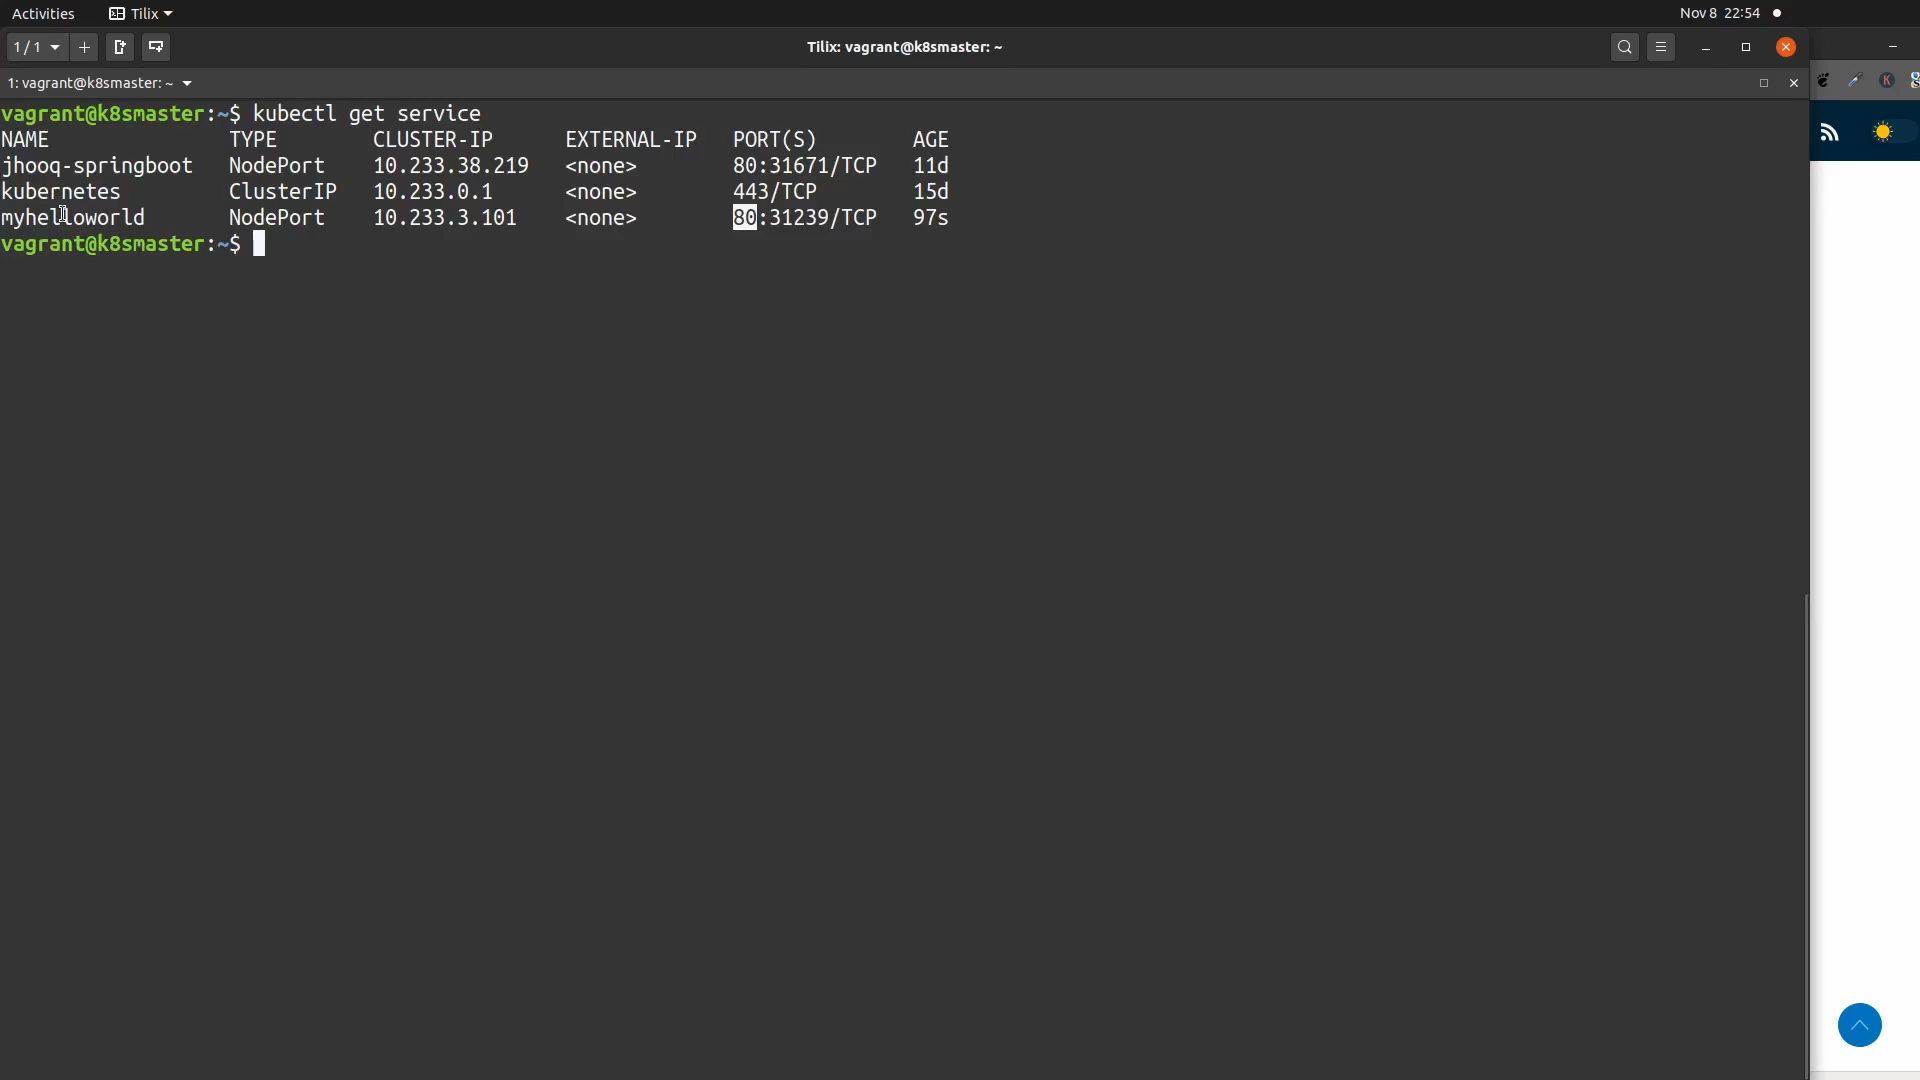 Activities Tilix Nov 8 22:54
1 / 1 Tilix: vagrant@k8smaster: ~
1: vagrant@k8smaster: ~
vagrant@k8smaster:~$ kubectl get service
NAME TYPE CLUSTER-IP EXTERNAL-IP PORT(S) AGE
jhooq-springboot NodePort 10.233.38.219 <none> 80:31671/TCP 11d
kubernetes ClusterIP 10.233.0.1 <none> 443/TCP 15d
myhelloworld NodePort 10.233.3.101 <none> 80:31239/TCP 97s
vagrant@k8smaster:~$